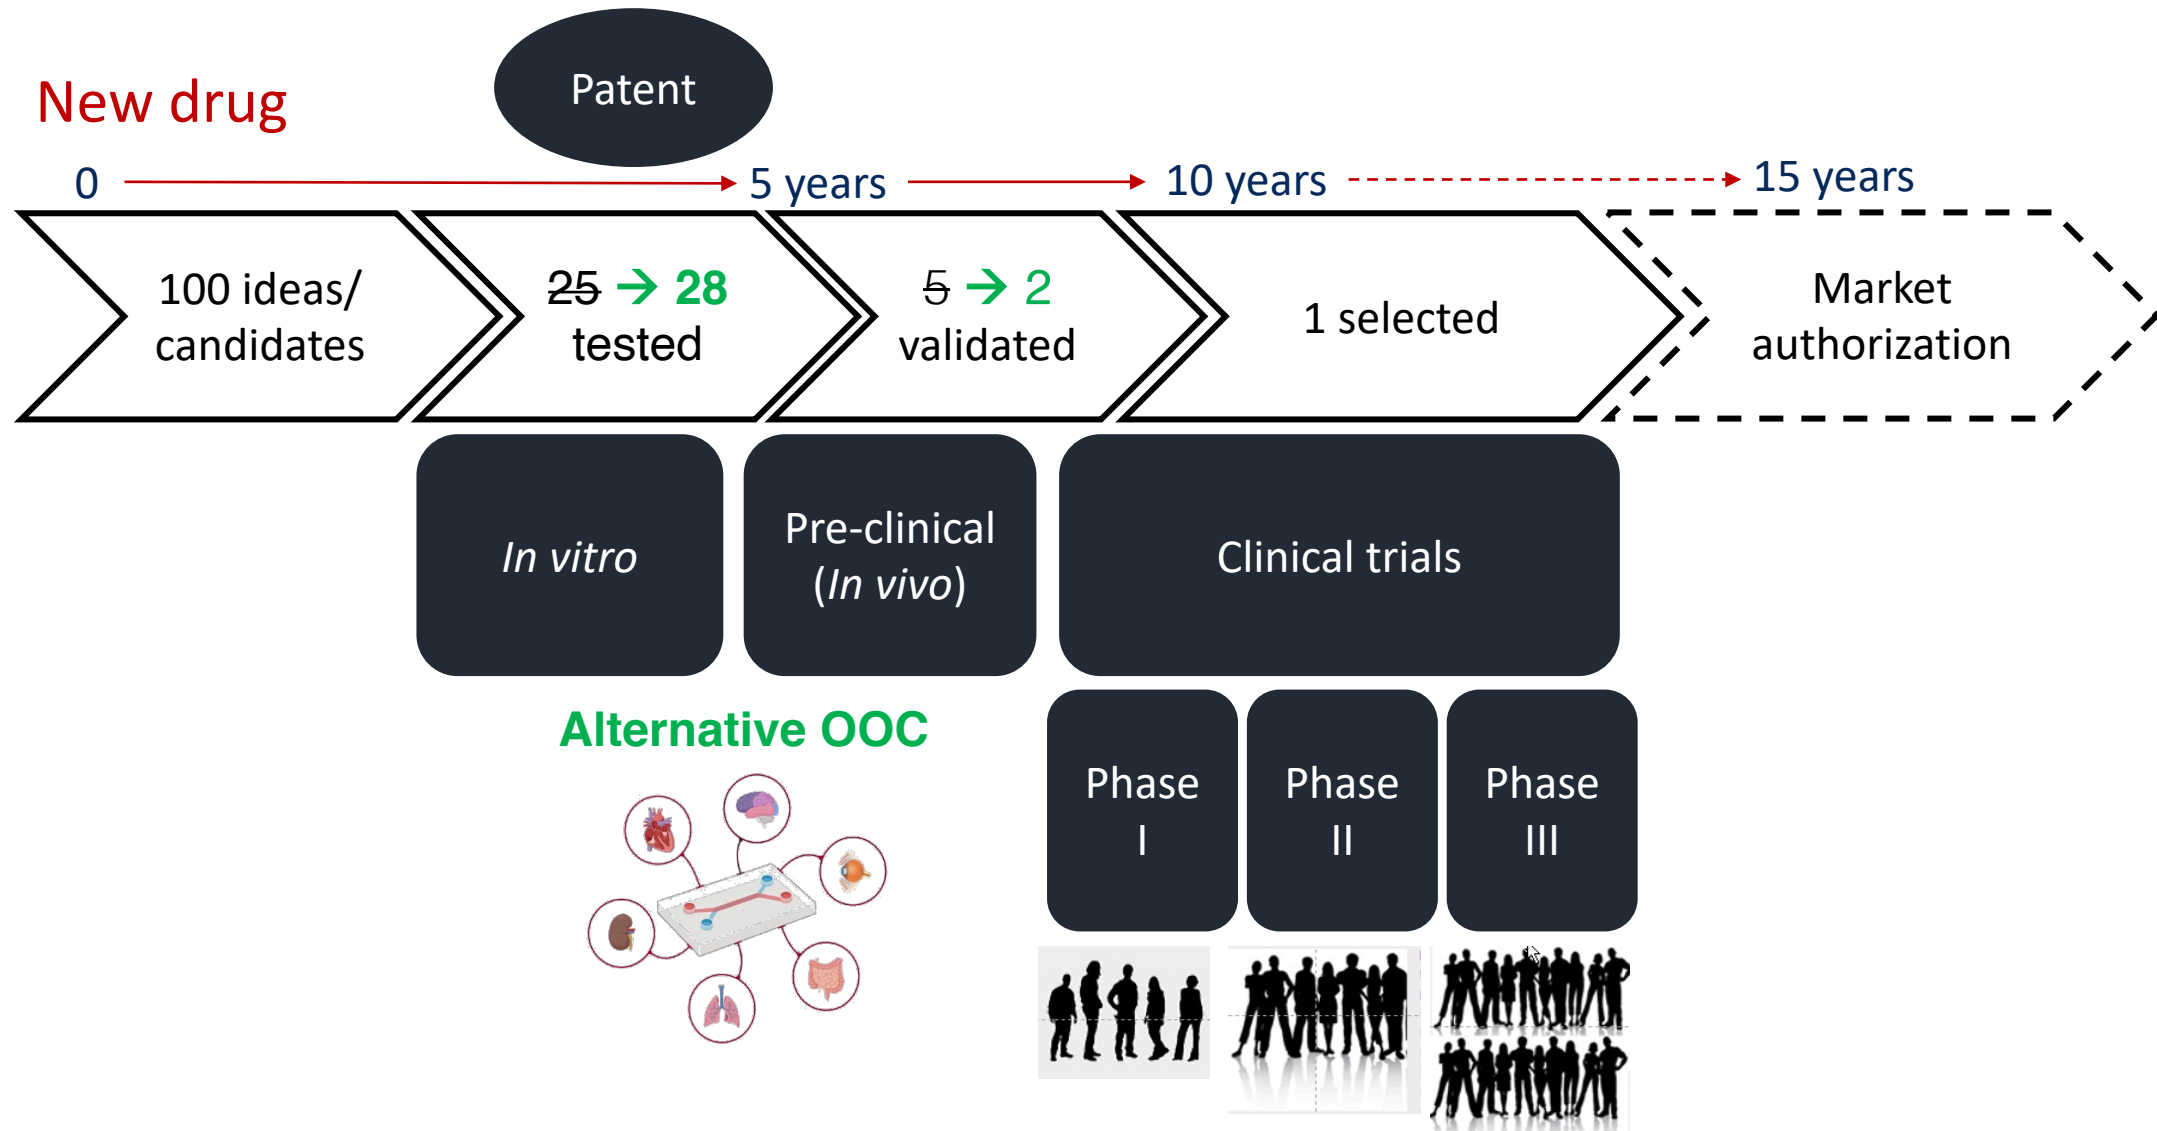 Patent
New drug
0
5 years
10 years
15 years
100 ideas/
candidates
25 → 28
tested
5 → 2
validated
1 selected
Market
authorization
In vitro
Pre-clinical
(In vivo)
Clinical trials
Alternative OOC
Phase
I
Phase
II
Phase
III